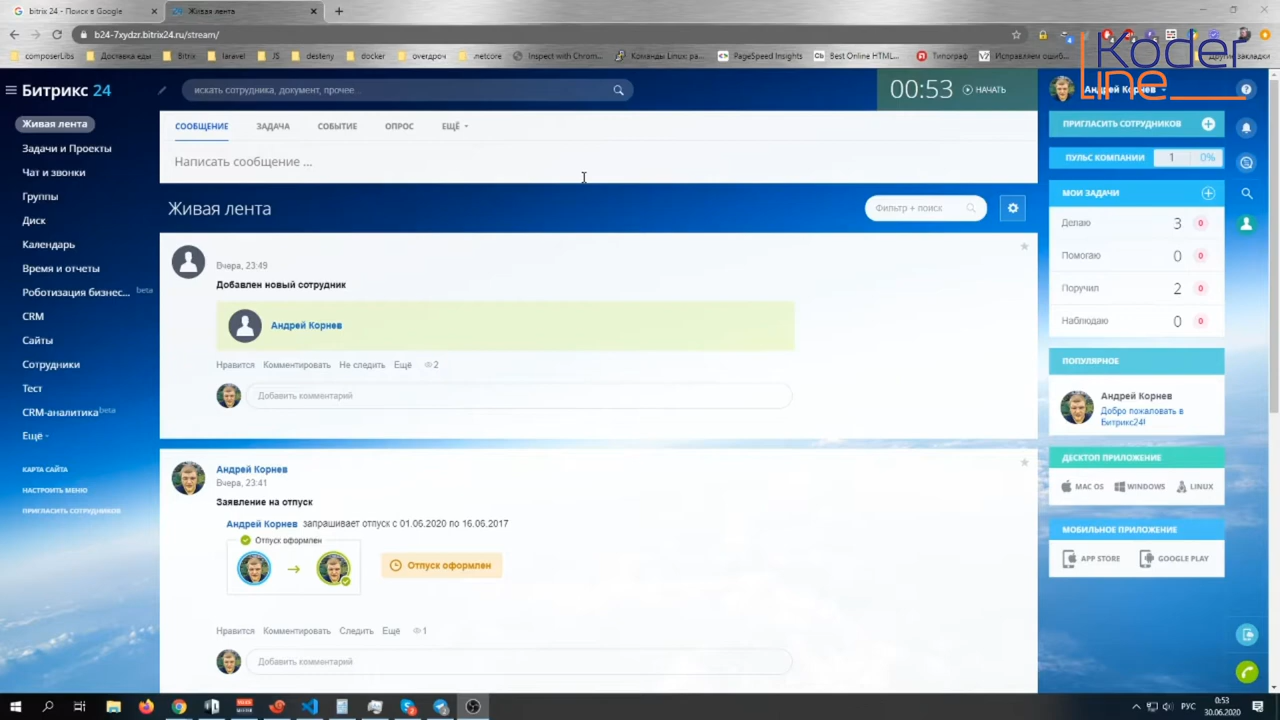 bitrix 24 - Поиск в Google
Живая лента
b24-7xydzr.bitrix24.ru/stream/
composerLibs
Доставка еды
Bitrix
laravel
JS
desteny
docker
овердроч
.netcore
Inspect with Chrom...
Команды Linux: ра...
PageSpeed Insights
Best Online HTML...
Типограф
Исправляем ошибк...
Другие закладки
Koder
Line
Битрикс 24
искать сотрудника, документ, прочее...
00:53
НАЧАТЬ
Андрей Корнев
Живая лента
Задачи и Проекты
Чат и звонки
Группы
Диск
Календарь
Время и отчеты
Роботизация бизнес... beta
CRM
Сайты
Сотрудники
Тест
CRM-аналитика beta
Ещё
КАРТА САЙТА
НАСТРОИТЬ МЕНЮ
ПРИГЛАСИТЬ СОТРУДНИКОВ
СООБЩЕНИЕ
ЗАДАЧА
СОБЫТИЕ
ОПРОС
ЕЩЁ
Написать сообщение ...
Живая лента
Фильтр + поиск
Вчера, 23:49
Добавлен новый сотрудник
Андрей Корнев
Нравится Комментировать Не следить Ещё 2
Добавить комментарий
Андрей Корнев
Вчера, 23:41
Заявление на отпуск
Андрей Корнев запрашивает отпуск с 01.06.2020 по 16.06.2017
Отпуск оформлен
Отпуск оформлен
Нравится Комментировать Следить Ещё 1
Добавить комментарий
ПРИГЛАСИТЬ СОТРУДНИКОВ
ПУЛЬС КОМПАНИИ 1 0%
МОИ ЗАДАЧИ
Делаю 3 0
Помогаю 0 0
Поручил 2 0
Наблюдаю 0 0
ПОПУЛЯРНОЕ
Андрей Корнев
Добро пожаловать в
Битрикс24!
ДЕСКТОП ПРИЛОЖЕНИЕ
MAC OS WINDOWS LINUX
МОБИЛЬНОЕ ПРИЛОЖЕНИЕ
APP STORE GOOGLE PLAY
РУС
0:53
30.06.2020